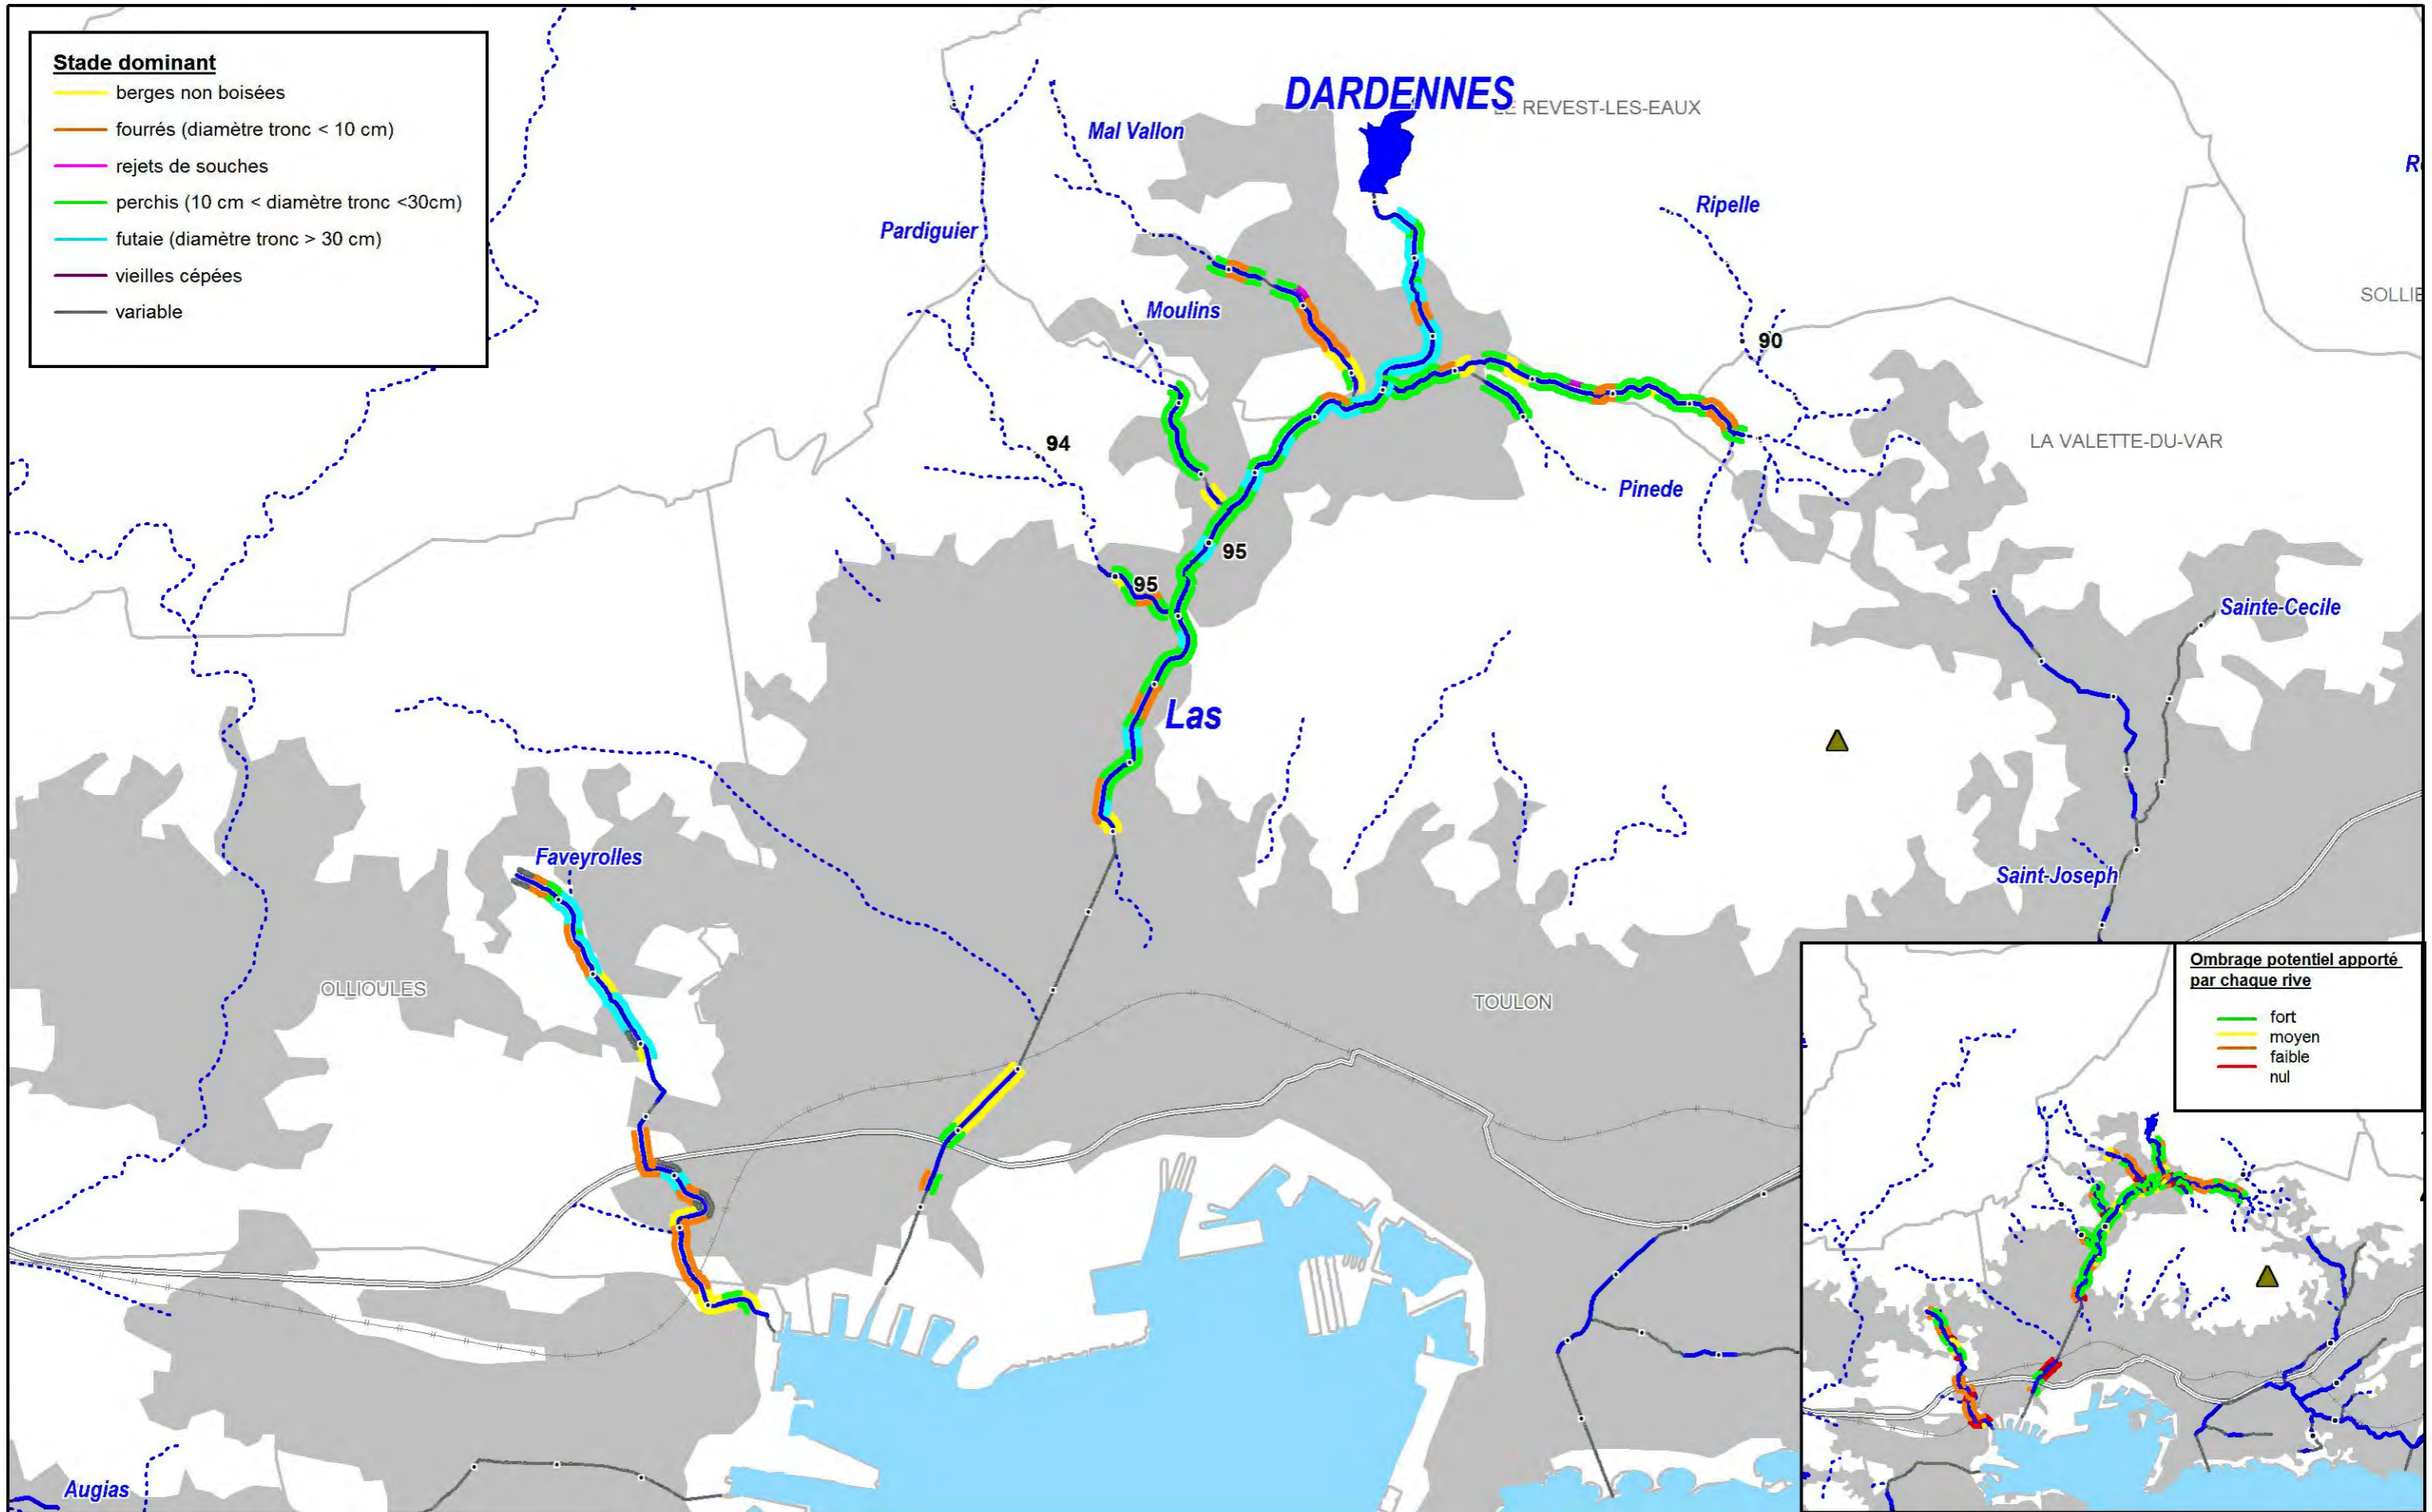 Stade dominant
berges non boisées
fourrés (diamètre tronc < 10 cm)
rejets de souches
perchis (10 cm < diamètre tronc <30cm)
futaie (diamètre tronc > 30 cm)
vieilles cépées
variable
DARDENNES
REVEST-LES-EAUX
Mal Vallon
Ripelle
Pardiguier
SOLLIE
Moulins
90
94
LA VALETTE-DU-VAR
Pinede
95
95
Sainte-Cecile
Las
Faveyrolles
Saint-Joseph
OLLIOULES
TOULON
Ombrage potentiel apporté
par chaque rive
fort
moyen
faible
nul
Augias